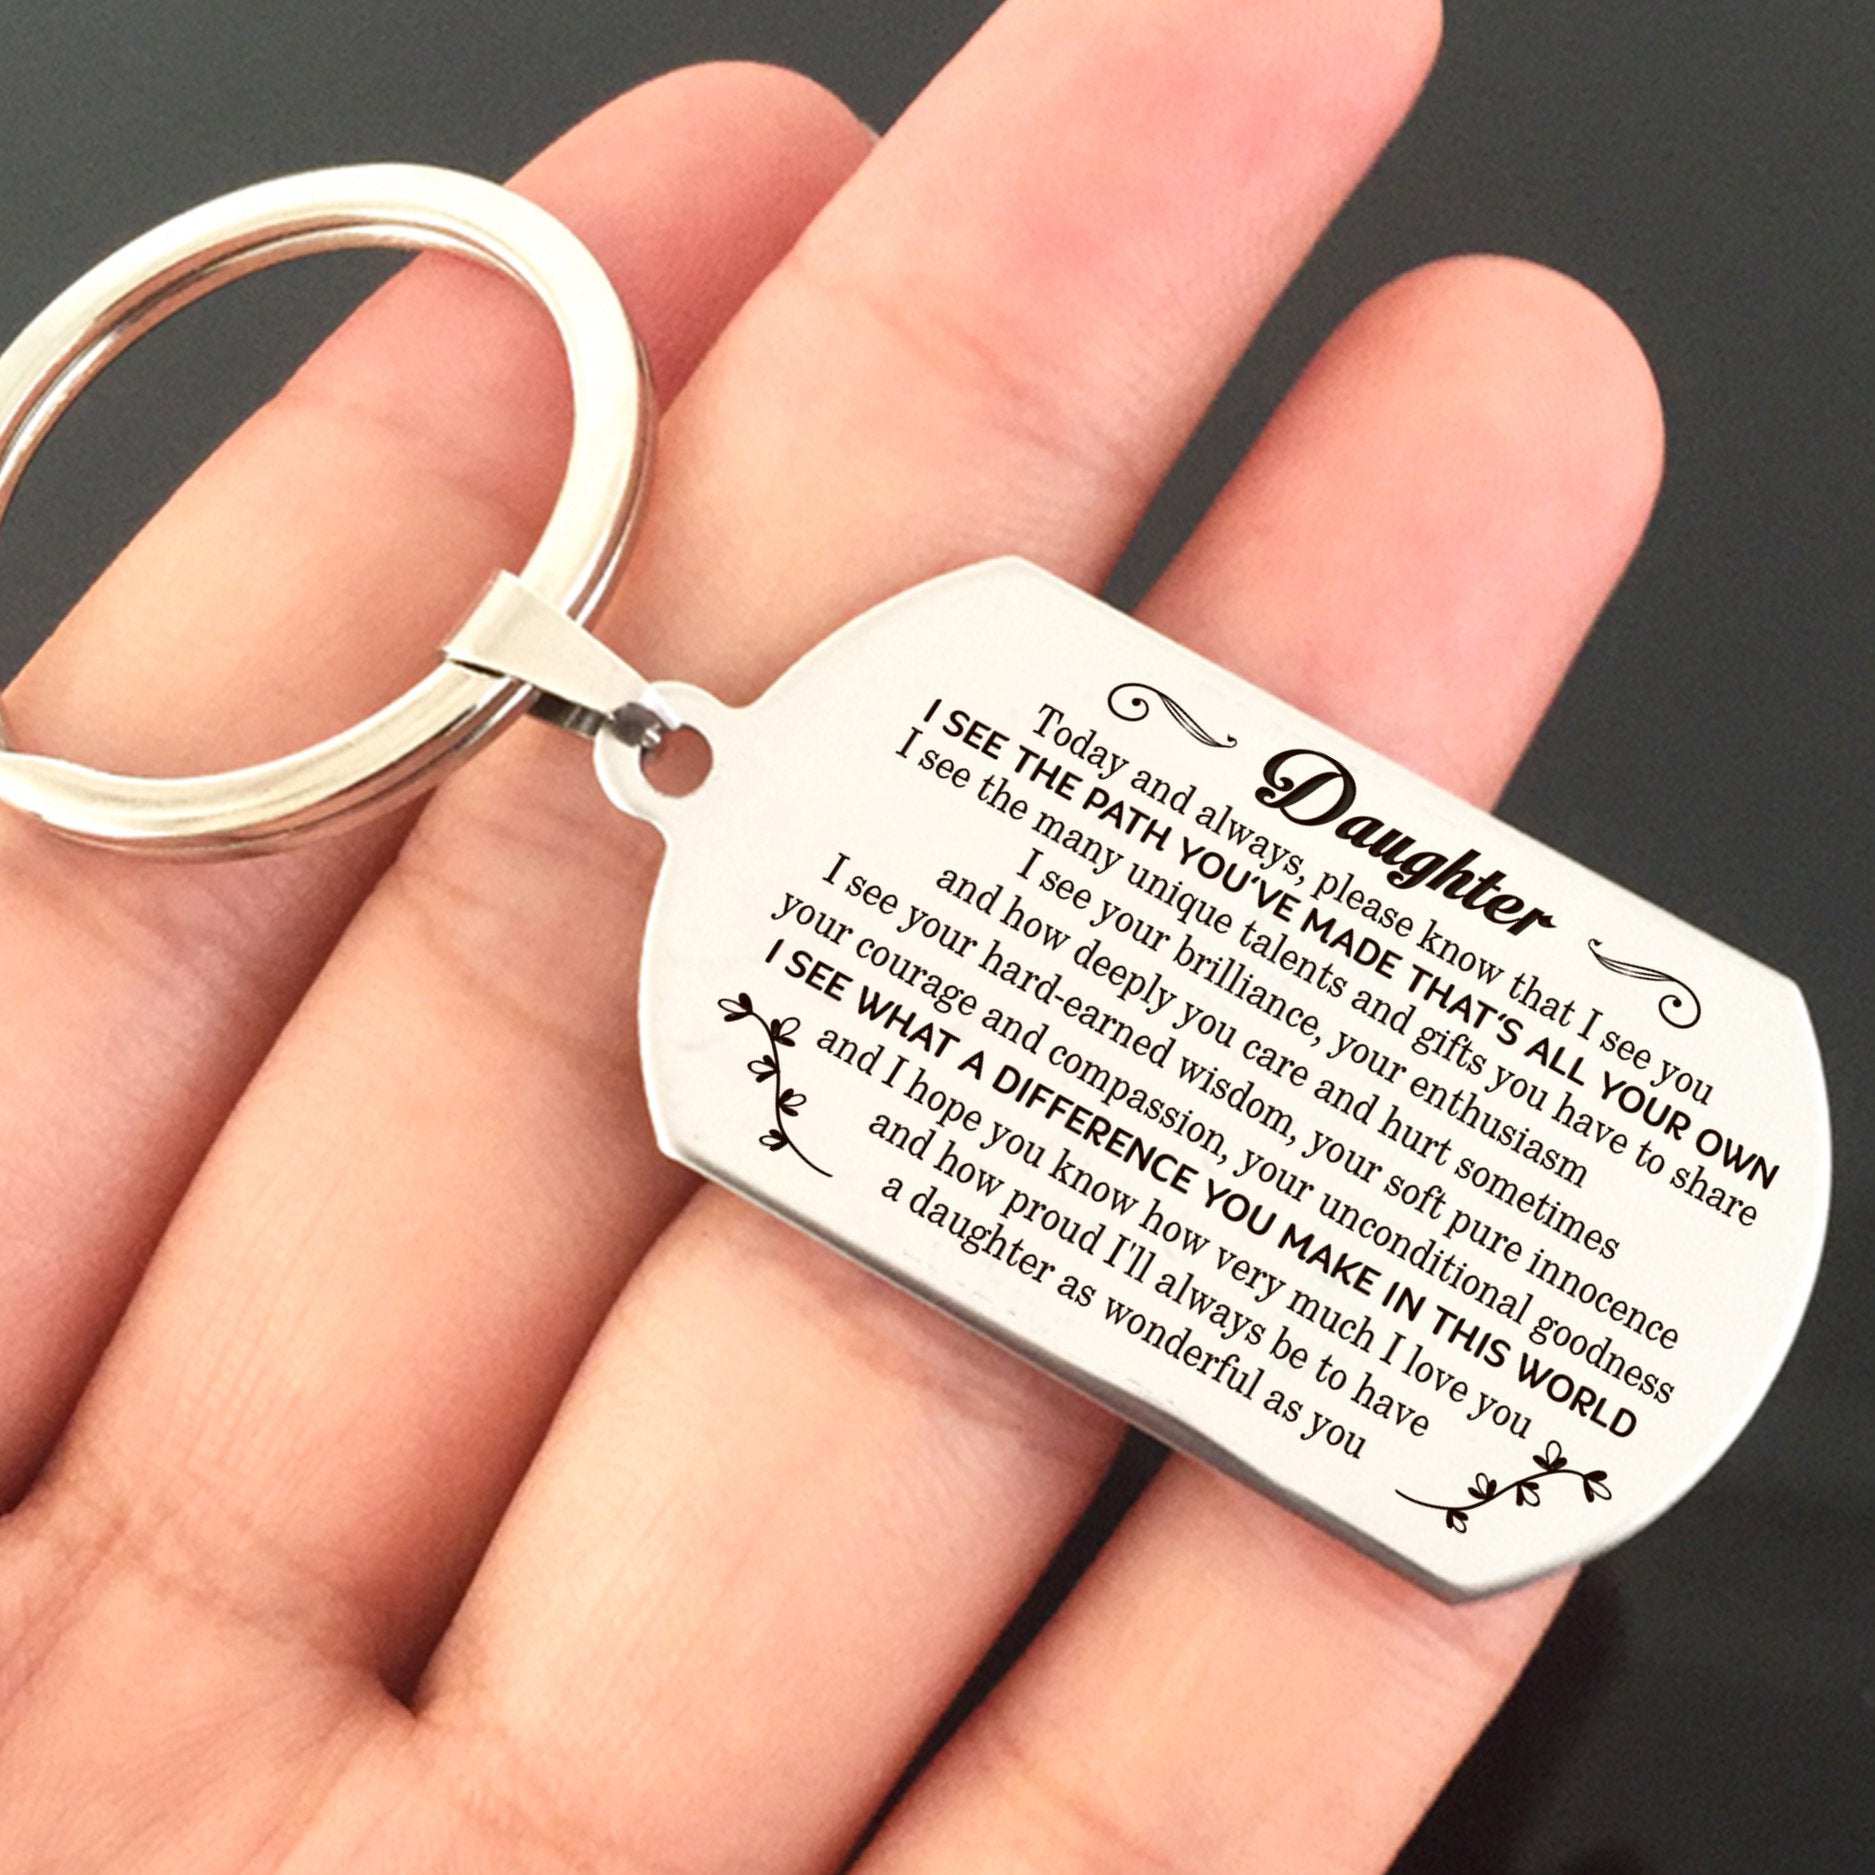 Daughter
Today and always, please know that I see you
I SEE THE PATH YOU'VE MADE THAT'S ALL YOUR OWN
I see the many unique talents and gifts you have to share
I see your brilliance, your enthusiasm
and how deeply you care and hurt sometimes
I see your hard-earned wisdom, your soft pure innocence
your courage and compassion, your unconditional goodness
I SEE WHAT A DIFFERENCE YOU MAKE IN THIS WORLD
and I hope you know how very much I love you
and how proud I'll always be to have
a daughter as wonderful as you